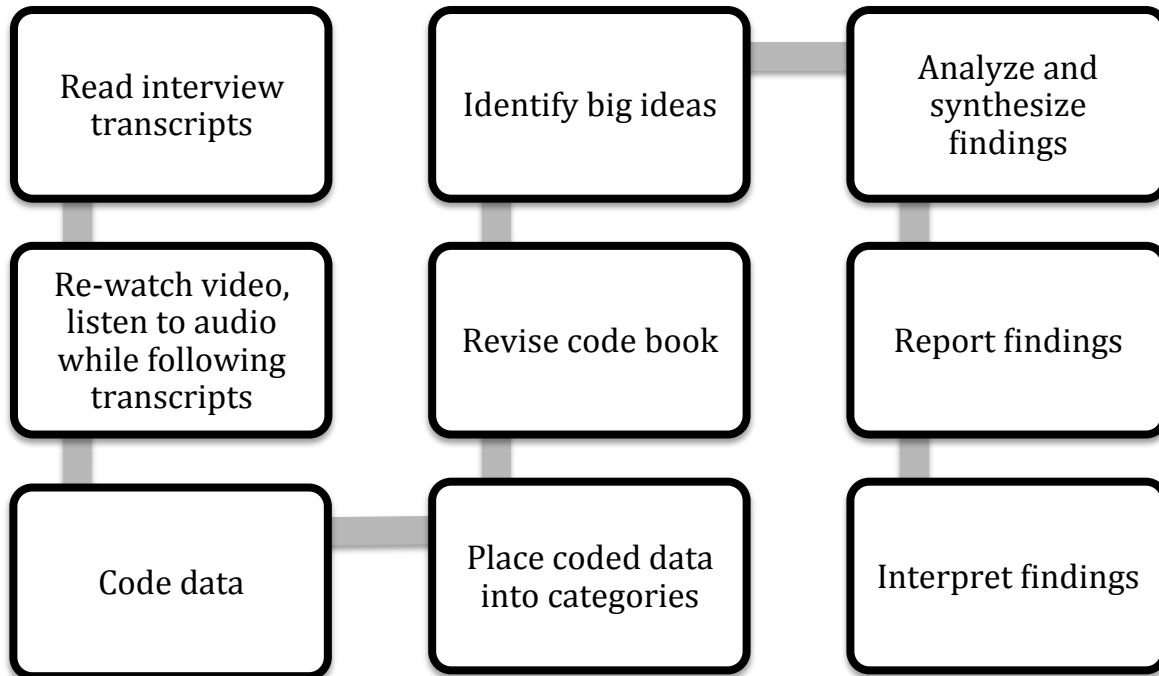 Read interview
transcripts
Re-watch video,
listen to audio
while following
transcripts
Code data
Place coded data
into categories
Revise code book
Identify big ideas
Analyze and
synthesize
findings
Report findings
Interpret findings